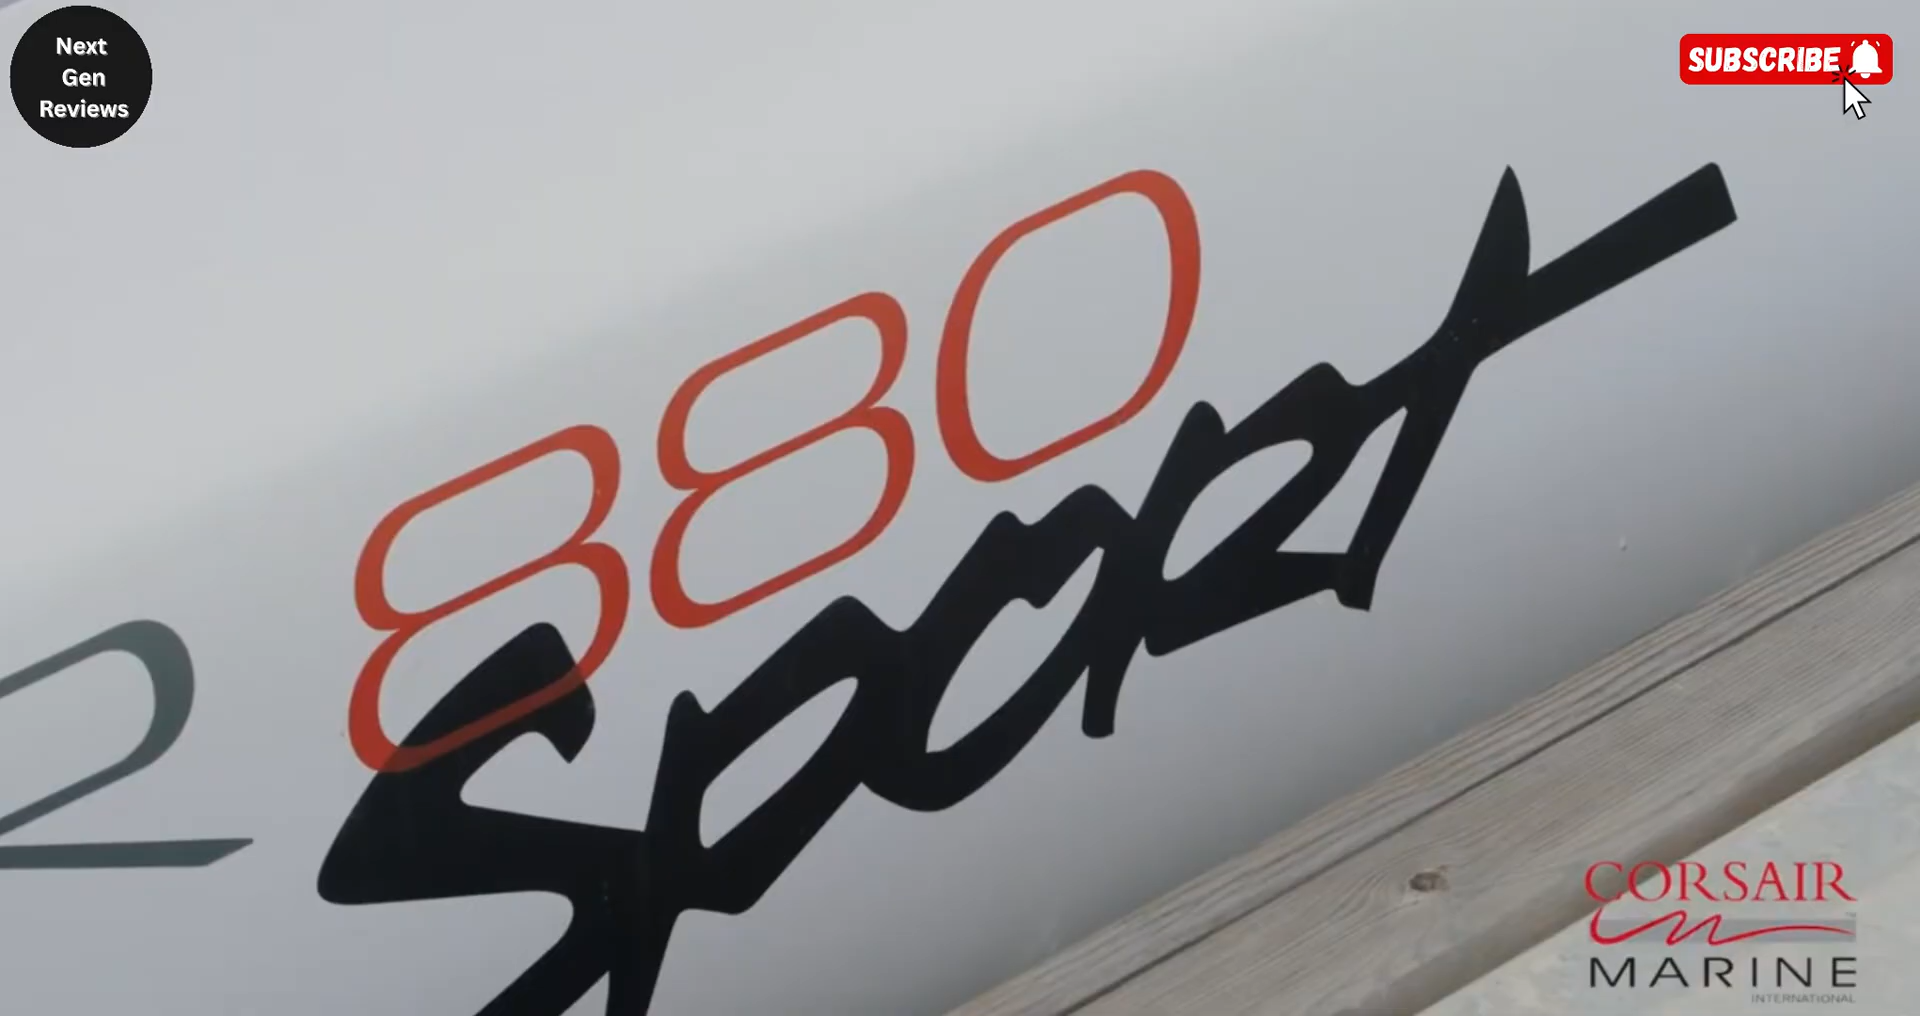 Next
Gen
Reviews
SUBSCRIBE
880
Sport
CORSAIR
MARINE
INTERNATIONAL